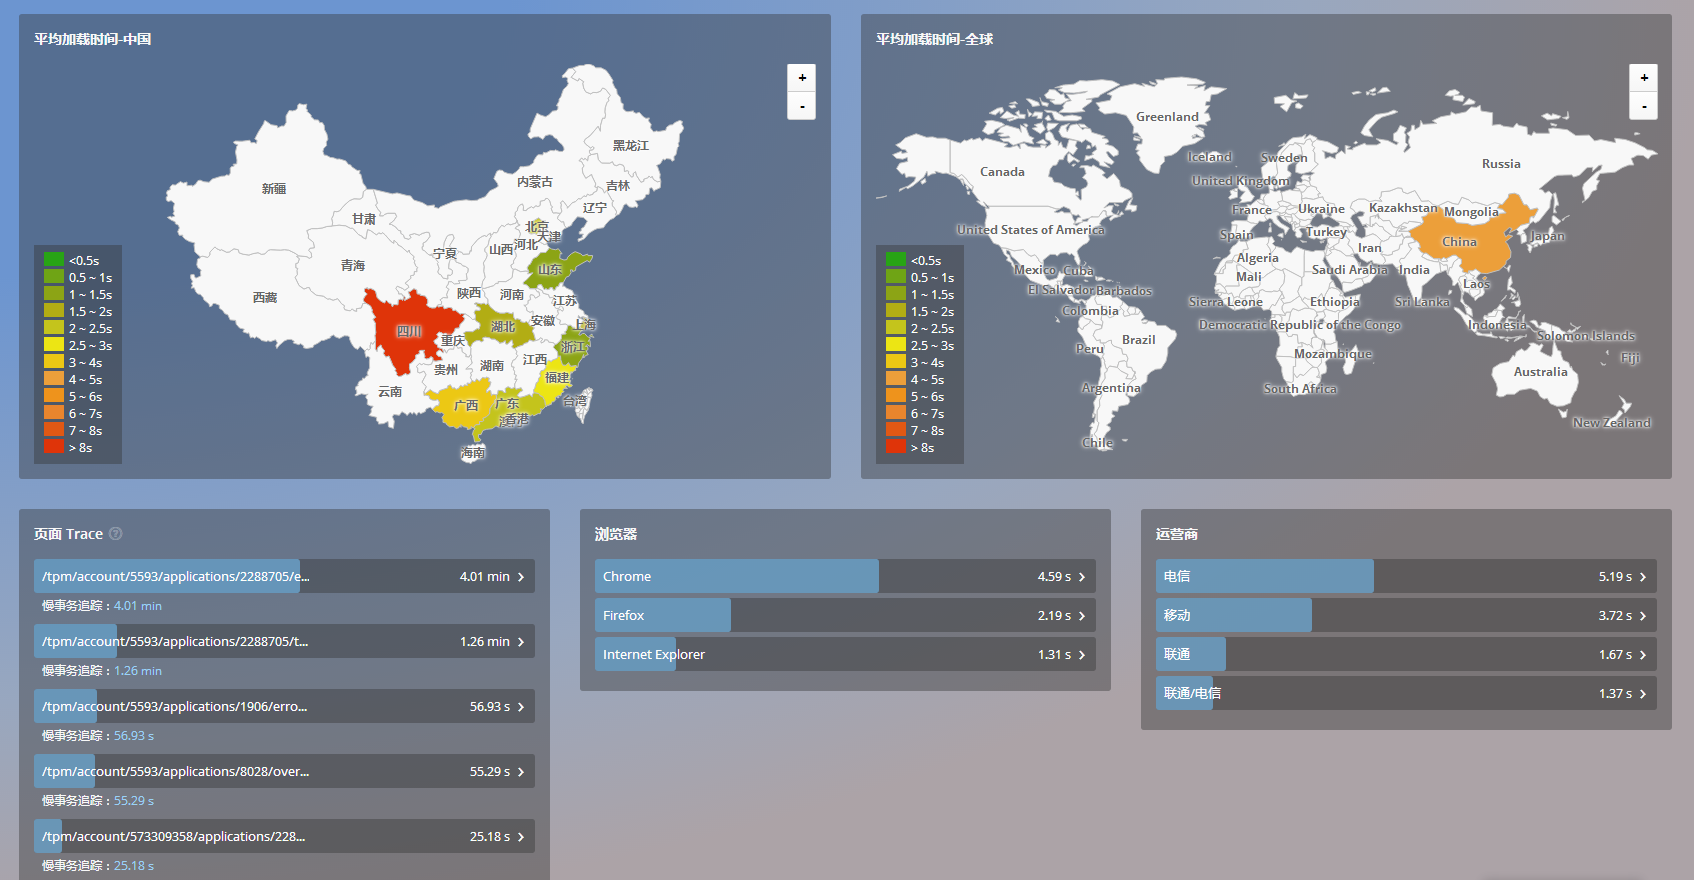 平均加载时间-中国
+
-
黑龙江
内蒙古
吉林
新疆
辽宁
甘肃
北京
天津
河北
山西
宁夏
青海
山东
陕西
河南
西藏
江苏
安徽
上海
四川
湖北
重庆
浙江
湖南
江西
贵州
福建
云南
广西
广东
香港
台湾
海南
<0.5s
0.5 ~ 1s
1 ~ 1.5s
1.5 ~ 2s
2 ~ 2.5s
2.5 ~ 3s
3 ~ 4s
4 ~ 5s
5 ~ 6s
6 ~ 7s
7 ~ 8s
> 8s
平均加载时间-全球
+
-
Greenland
Iceland
Sweden
Russia
Canada
United Kingdom
France
Ukraine
Kazakhstan
Mongolia
United States of America
Spain
Turkey
China
Japan
Algeria
Iran
Mexico
Cuba
Mali
Saudi Arabia
India
Laos
El Salvador
Barbados
Sierra Leone
Ethiopia
Sri Lanka
Colombia
Democratic Republic of the Congo
Indonesia
Solomon Islands
Brazil
Peru
Mozambique
Fiji
Argentina
South Africa
Australia
New Zealand
Chile
<0.5s
0.5 ~ 1s
1 ~ 1.5s
1.5 ~ 2s
2 ~ 2.5s
2.5 ~ 3s
3 ~ 4s
4 ~ 5s
5 ~ 6s
6 ~ 7s
7 ~ 8s
> 8s
页面 Trace ?
/tpm/account/5593/applications/2288705/e... 4.01 min >
慢事务追踪：4.01 min
/tpm/account/5593/applications/2288705/t... 1.26 min >
慢事务追踪：1.26 min
/tpm/account/5593/applications/1906/erro... 56.93 s >
慢事务追踪：56.93 s
/tpm/account/5593/applications/8028/over... 55.29 s >
慢事务追踪：55.29 s
/tpm/account/573309358/applications/228... 25.18 s >
慢事务追踪：25.18 s
浏览器
Chrome 4.59 s >
Firefox 2.19 s >
Internet Explorer 1.31 s >
运营商
电信 5.19 s >
移动 3.72 s >
联通 1.67 s >
联通/电信 1.37 s >